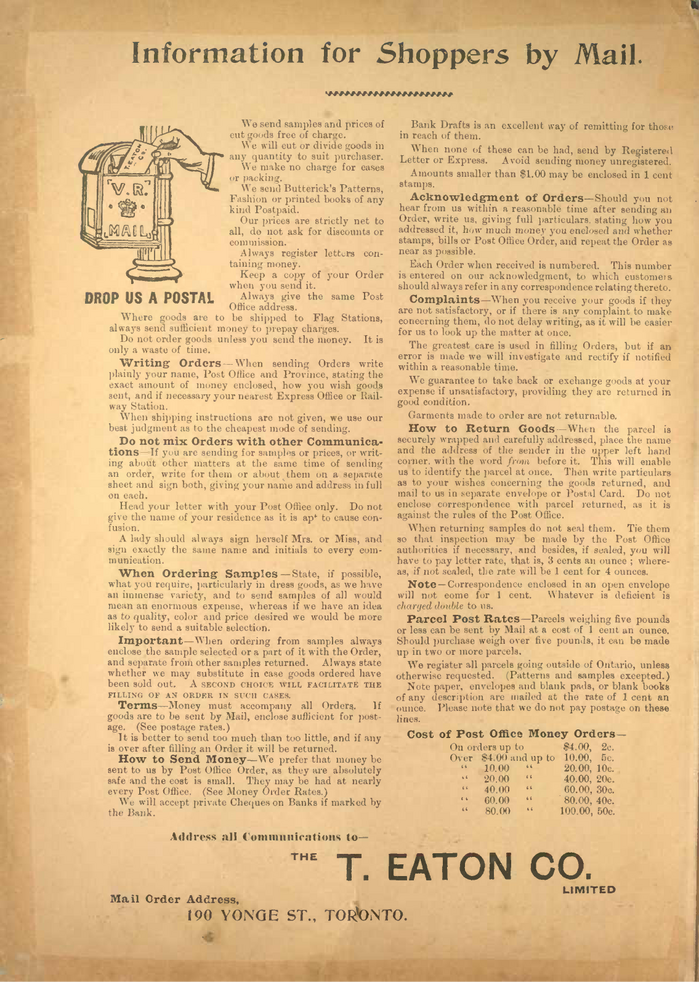 Information for Shoppers by Mail.
EATON Co.
V.R.
MAIL
DROP US A POSTAL
We send samples and prices of
cut goods free of charge.
We will cut or divide goods in
any quantity to suit purchaser.
We make no charge for cases
or packing.
We send Butterick's Patterns,
Fashion or printed books of any
kind Postpaid.
Our prices are strictly net to
all, do not ask for discounts or
commission.
Always register letters con-
taining money.
Keep a copy of your Order
when you send it.
Always give the same Post
Office address.
Where goods are to be shipped to Flag Stations,
always send sufficient money to prepay charges.
Do not order goods unless you send the money. It is
only a waste of time.
Writing Orders—When sending Orders write
plainly your name, Post Office and Province, stating the
exact amount of money enclosed, how you wish goods
sent, and if necessary your nearest Express Office or Rail-
way Station.
When shipping instructions are not given, we use our
best judgment as to the cheapest mode of sending.
Do not mix Orders with other Communica-
tions—If you are sending for samples or prices, or writ-
ing about other matters at the same time of sending
an order, write for them or about them on a separate
sheet and sign both, giving your name and address in full
on each.
Head your letter with your Post Office only. Do not
give the name of your residence as it is ap' to cause con-
fusion.
A lady should always sign herself Mrs. or Miss, and
sign exactly the same name and initials to every com-
munication.
When Ordering Samples—State, if possible,
what you require, particularly in dress goods, as we have
an immense variety, and to send samples of all would
mean an enormous expense, whereas if we have an idea
as to quality, color and price desired we would be more
likely to send a suitable selection.
Important—When ordering from samples always
enclose the sample selected or a part of it with the Order,
and separate from other samples returned. Always state
whether we may substitute in case goods ordered have
been sold out. A SECOND CHOICE WILL FACILITATE THE
FILLING OF AN ORDER IN SUCH CASES.
Terms—Money must accompany all Orders. If
goods are to be sent by Mail, enclose sufficient for post-
age. (See postage rates.)
It is better to send too much than too little, and if any
is over after filling an Order it will be returned.
How to Send Money—We prefer that money be
sent to us by Post Office Order, as they are absolutely
safe and the cost is small. They may be had at nearly
every Post Office. (See Money Order Rates.)
We will accept private Cheques on Banks if marked by
the Bank.
Bank Drafts is an excellent way of remitting for those
in reach of them.
When none of these can be had, send by Registered
Letter or Express. Avoid sending money unregistered.
Amounts smaller than $1.00 may be enclosed in 1 cent
stamps.
Acknowledgment of Orders—Should you not
hear from us within a reasonable time after sending an
Order, write us, giving full particulars, stating how you
addressed it, how much money you enclosed and whether
stamps, bills or Post Office Order, and repeat the Order as
near as possible.
Each Order when received is numbered. This number
is entered on our acknowledgment, to which customers
should always refer in any correspondence relating thereto.
Complaints—When you receive your goods if they
are not satisfactory, or if there is any complaint to make
concerning them, do not delay writing, as it will be easier
for us to look up the matter at once.
The greatest care is used in filling Orders, but if an
error is made we will investigate and rectify if notified
within a reasonable time.
We guarantee to take back or exchange goods at your
expense if unsatisfactory, providing they are returned in
good condition.
Garments made to order are not returnable.
How to Return Goods—When the parcel is
securely wrapped and carefully addressed, place the name
and the address of the sender in the upper left hand
corner, with the word from before it. This will enable
us to identify the parcel at once. Then write particulars
as to your wishes concerning the goods returned, and
mail to us in separate envelope or Postal Card. Do not
enclose correspondence with parcel returned, as it is
against the rules of the Post Office.
When returning samples do not seal them. Tie them
so that inspection may be made by the Post Office
authorities if necessary, and besides, if sealed, you will
have to pay letter rate, that is, 3 cents an ounce; where-
as, if not sealed, the rate will be 1 cent for 4 ounces.
Note—Correspondence enclosed in an open envelope
will not come for 1 cent. Whatever is deficient is
charged double to us.
Parcel Post Rates—Parcels weighing five pounds
or less can be sent by Mail at a cost of 1 cent an ounce.
Should purchase weigh over five pounds, it can be made
up in two or more parcels.
We register all parcels going outside of Ontario, unless
otherwise requested. (Patterns and samples excepted.)
Note paper, envelopes and blank pads, or blank books
of any description are mailed at the rate of 1 cent an
ounce. Please note that we do not pay postage on these
lines.
Cost of Post Office Money Orders—
On orders up to $4.00, 2c.
Over $4.00 and up to 10.00, 5c.
" 10.00 " 20.00, 10c.
" 20.00 " 40.00, 20c.
" 40.00 " 60.00, 30c.
" 60.00 " 80.00, 40c.
" 80.00 100.00, 50c.
Address all Communications to—
THE T. EATON CO.
LIMITED
Mail Order Address,
190 YONGE ST., TORONTO.